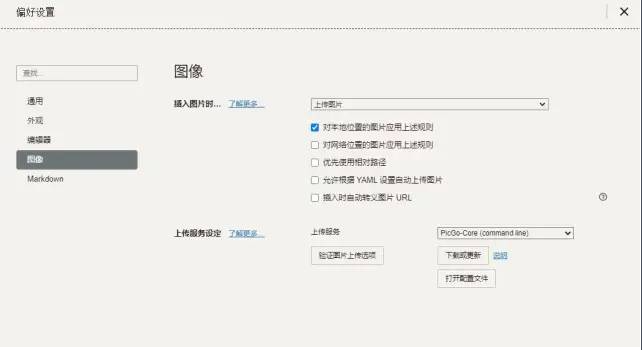 偏好设置
查找...
通用
外观
编辑器
图像
Markdown
图像
插入图片时... 了解更多... 上传图片
对本地位置的图片应用上述规则
对网络位置的图片应用上述规则
优先使用相对路径
允许根据 YAML 设置自动上传图片
插入时自动转义图片 URL
上传服务设定 了解更多... 上传服务 PicGo-Core (command line)
验证图片上传选项 下载或更新 说明
打开配置文件